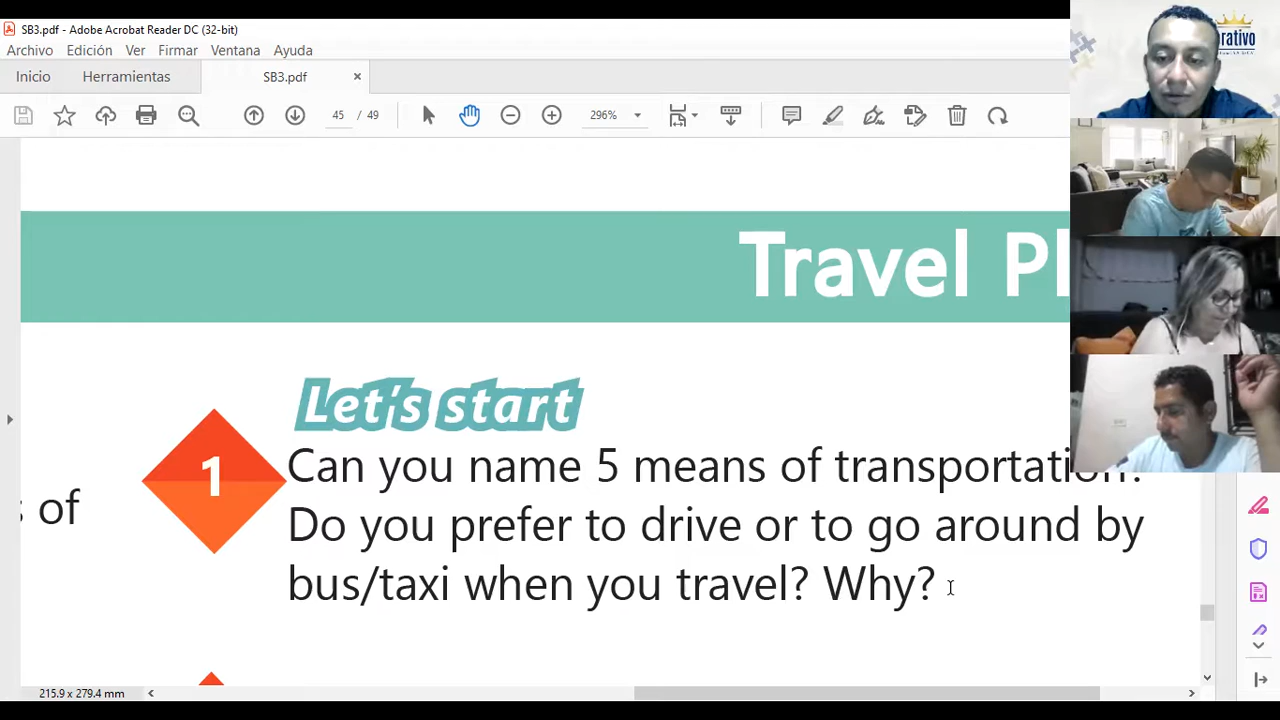 SB3.pdf - Adobe Acrobat Reader DC (32-bit)
Archivo Edición Ver Firmar Ventana Ayuda
Inicio Herramientas SB3.pdf ×
45 / 49 296%
orativo
Travel Pl
Let's start
1 Can you name 5 means of transportation?
s of Do you prefer to drive or to go around by
bus/taxi when you travel? Why?
215.9 x 279.4 mm